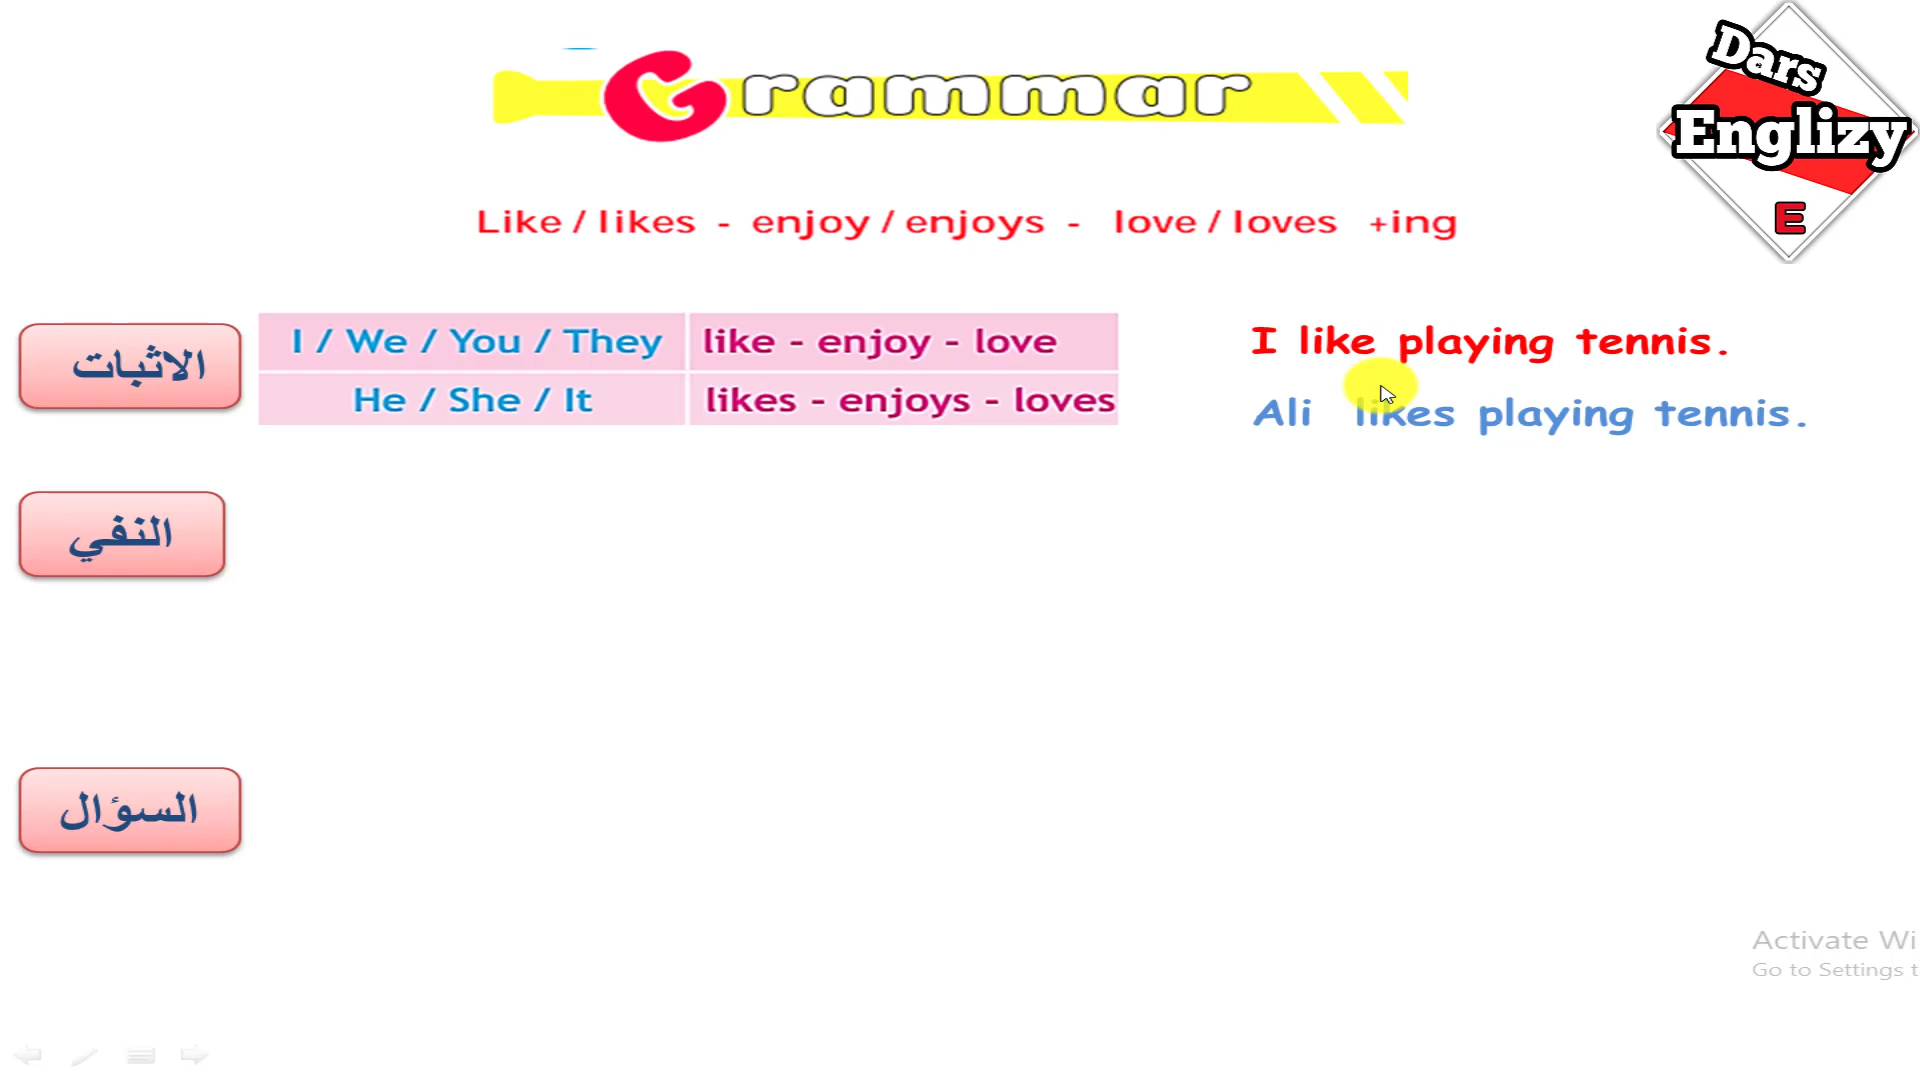 Grammar
Dars
Englizy
E
Like / likes - enjoy / enjoys - love / loves +ing
الاثبات
I / We / You / They like - enjoy - love
He / She / It likes - enjoys - loves
I like playing tennis.
Ali likes playing tennis.
النفي
السؤال
Activate Wi
Go to Settings t